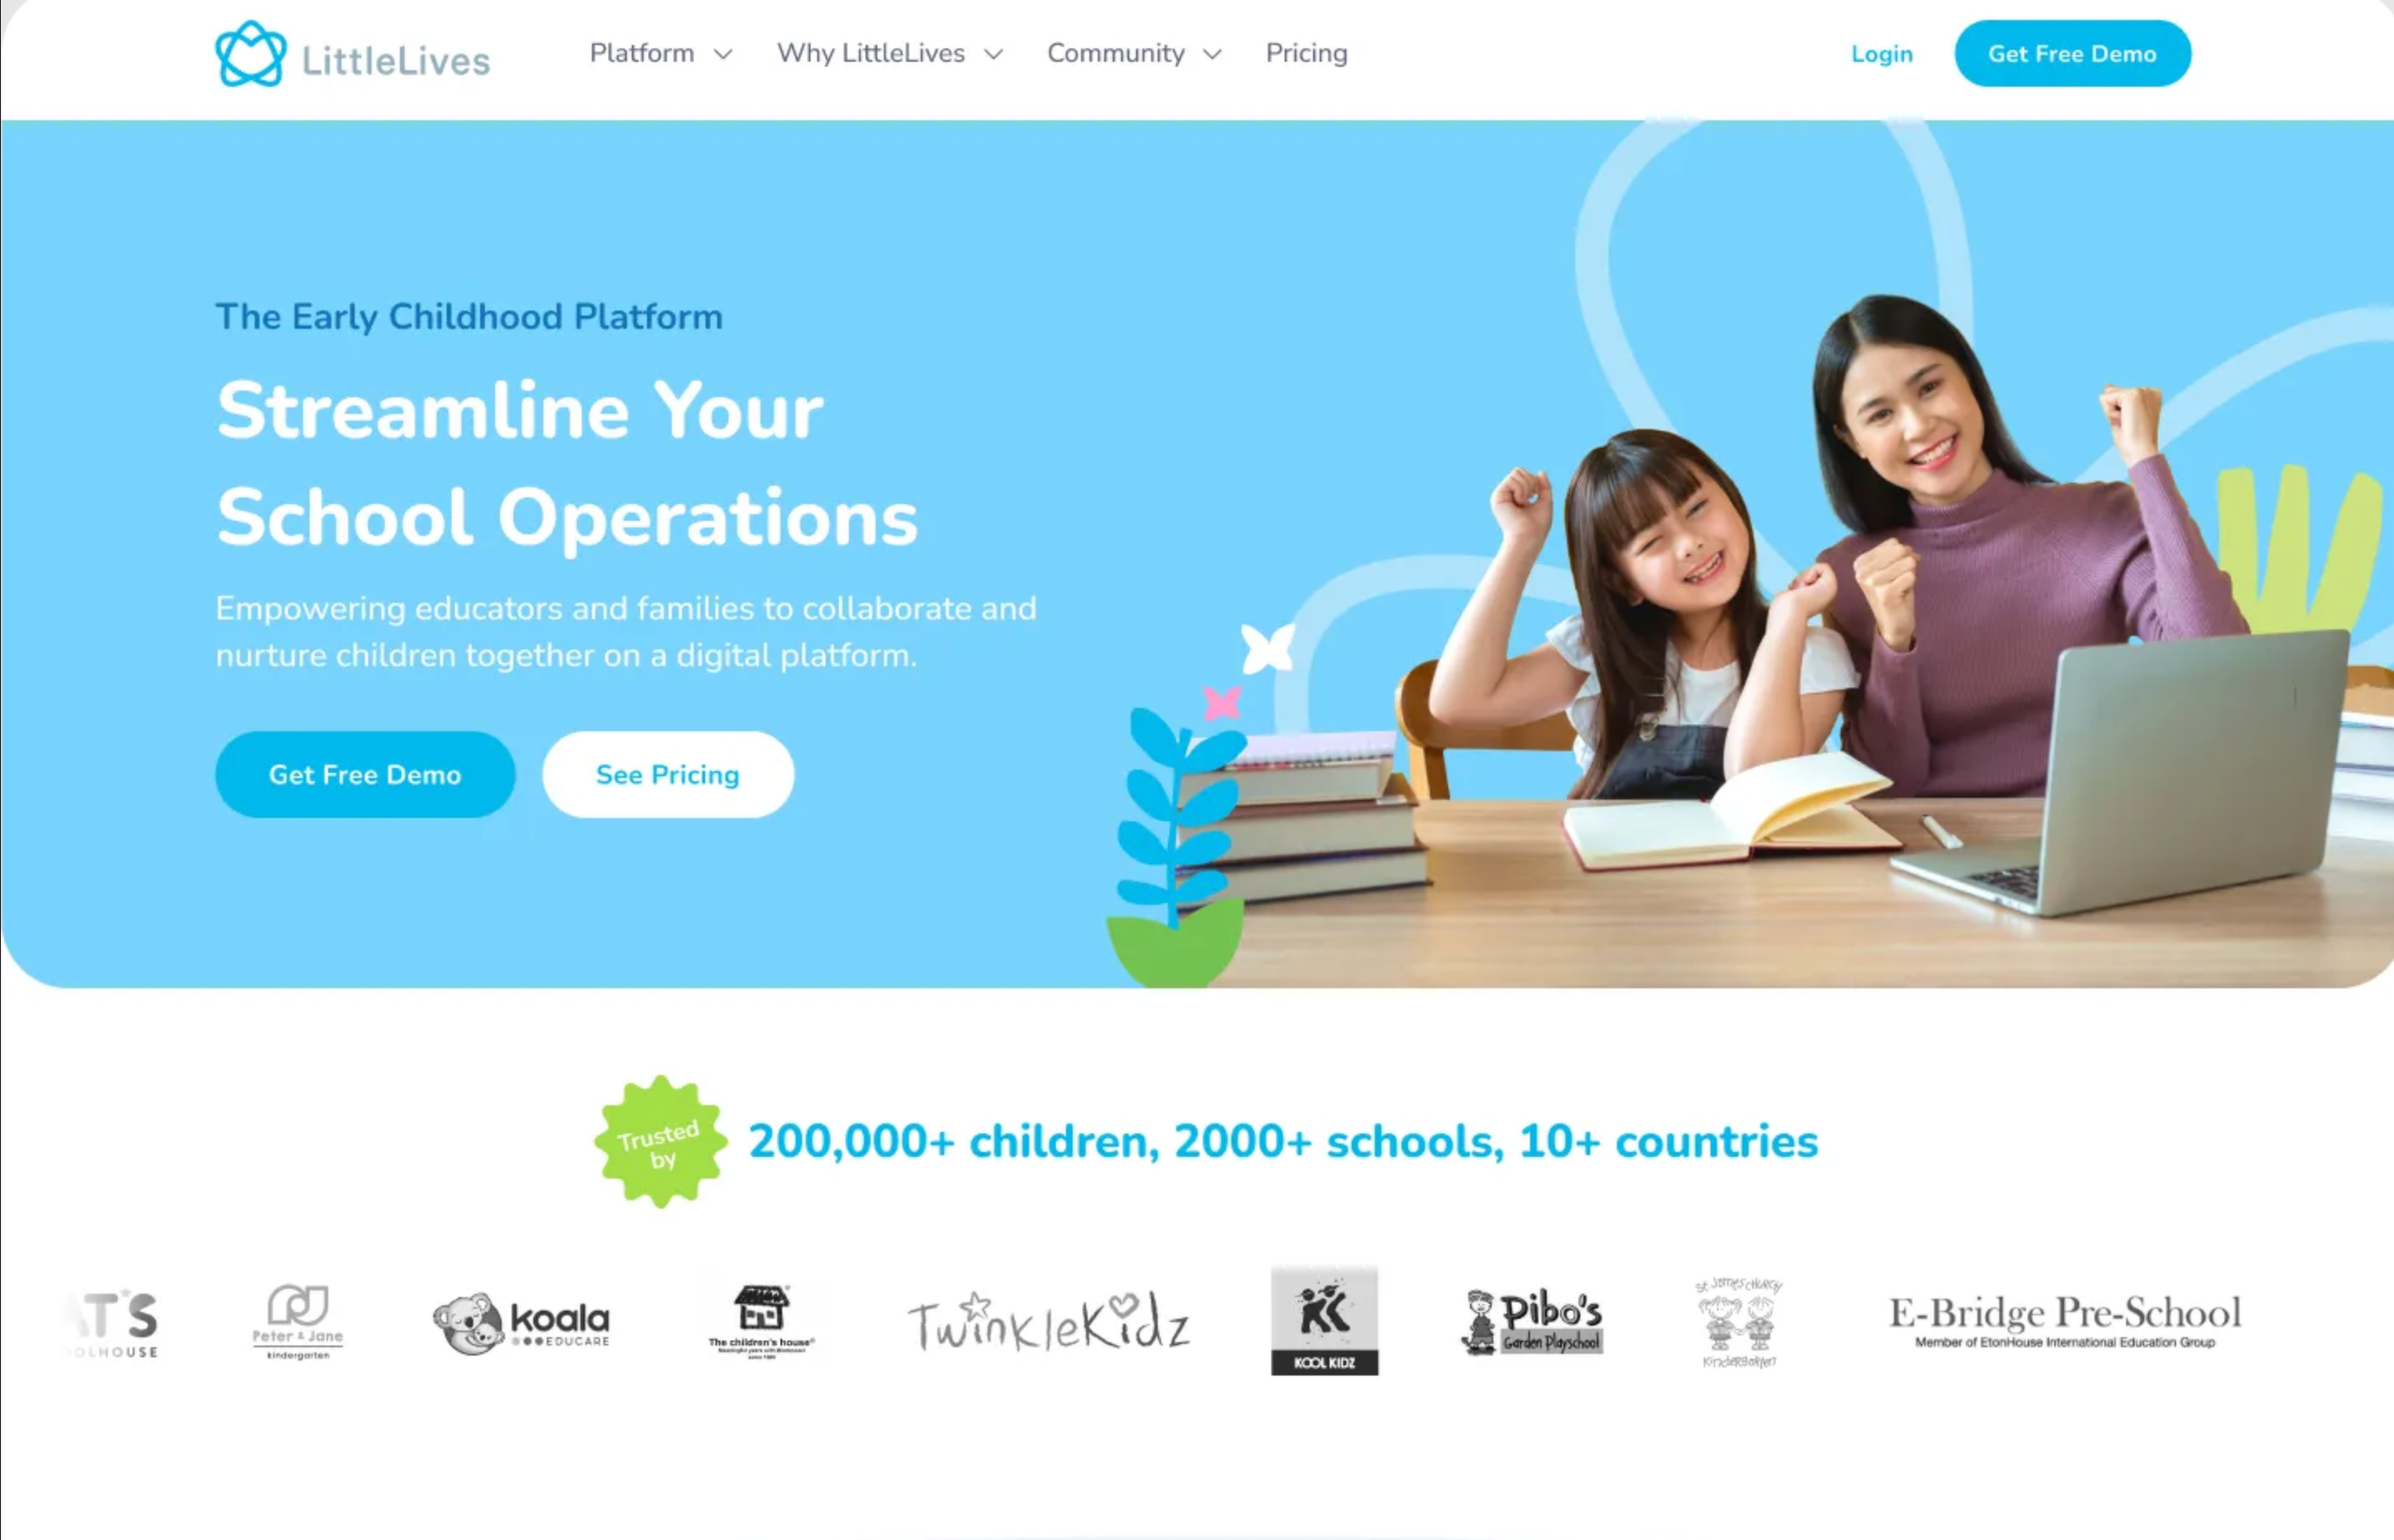 LittleLives
Platform
Why LittleLives
Community
Pricing
Login
Get Free Demo
The Early Childhood Platform
Streamline Your
School Operations
Empowering educators and families to collaborate and
nurture children together on a digital platform.
Get Free Demo
See Pricing
Trusted
by
200,000+ children, 2000+ schools, 10+ countries
Peter & Jane
kindergarten
koala
EDUCARE
The children's house
TwinkleKidz
KOOL KIDZ
Pibo's
Garden Playschool
St James' Church
Kindergarten
E-Bridge Pre-School
Member of EtonHouse International Education Group